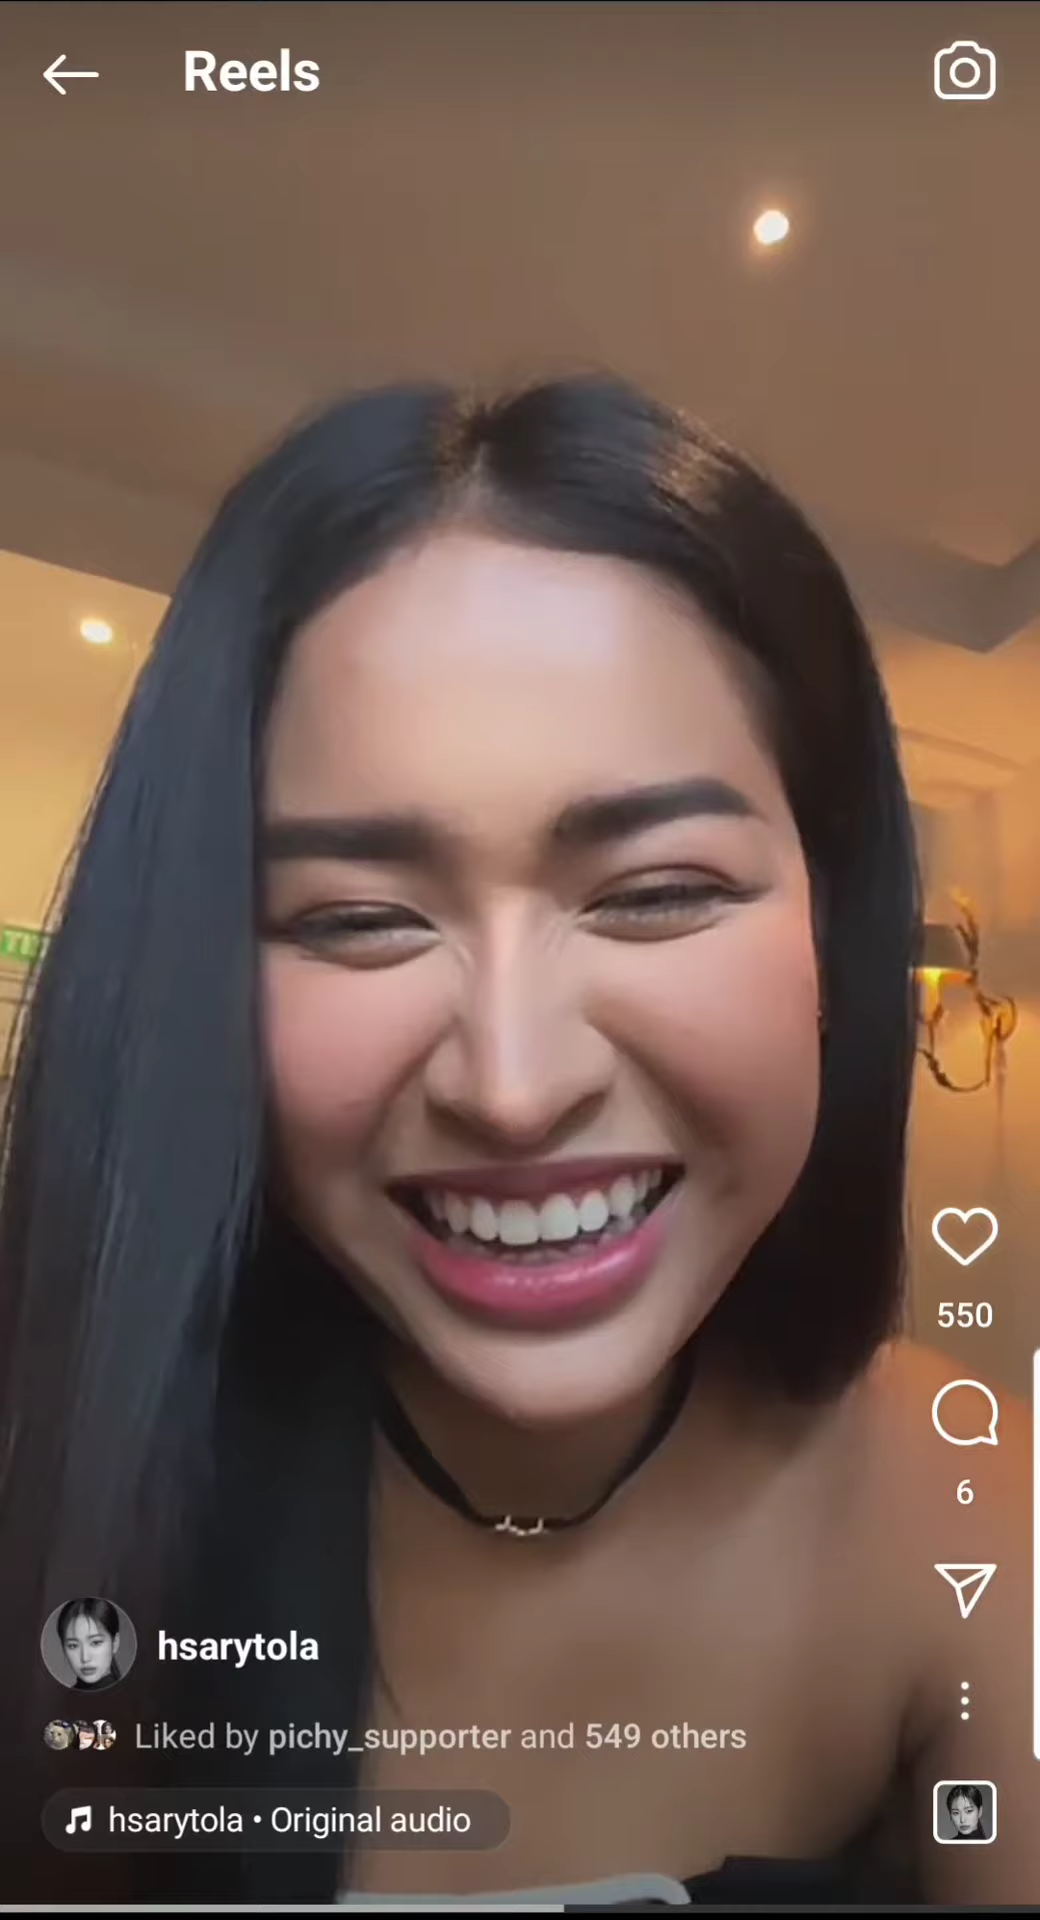 Reels
550
6
hsarytola
Liked by pichy_supporter and 549 others
hsarytola • Original audio